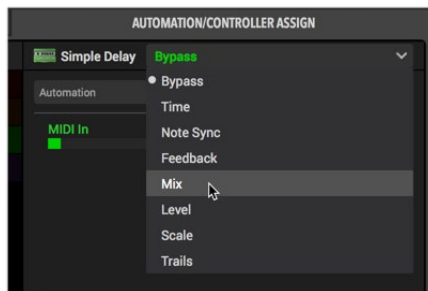 AUTOMATION/CONTROLLER ASSIGN
Simple Delay Bypass
Bypass
Automation
Time
MIDI In
Note Sync
Feedback
Mix
Level
Scale
Trails